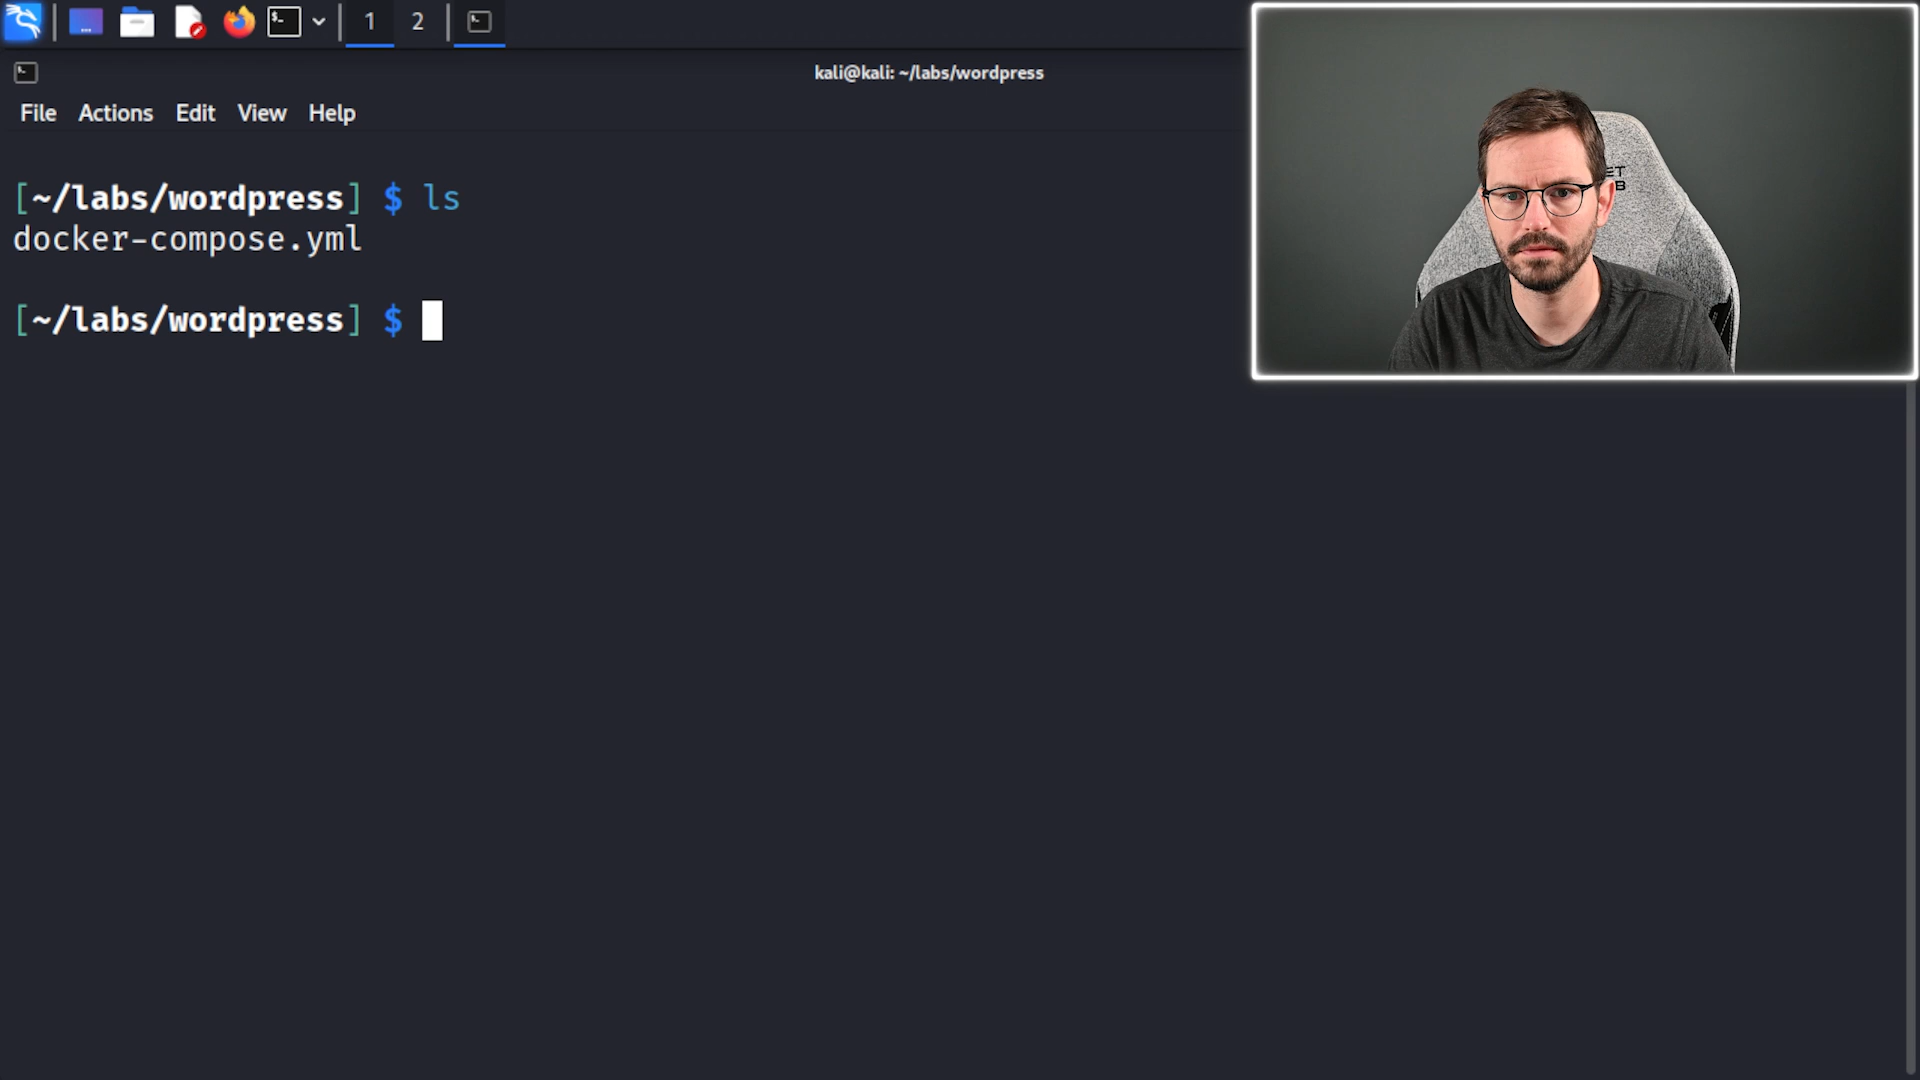 1 2
kali@kali: ~/labs/wordpress
File Actions Edit View Help
[~/labs/wordpress] $ ls
docker-compose.yml
[~/labs/wordpress] $